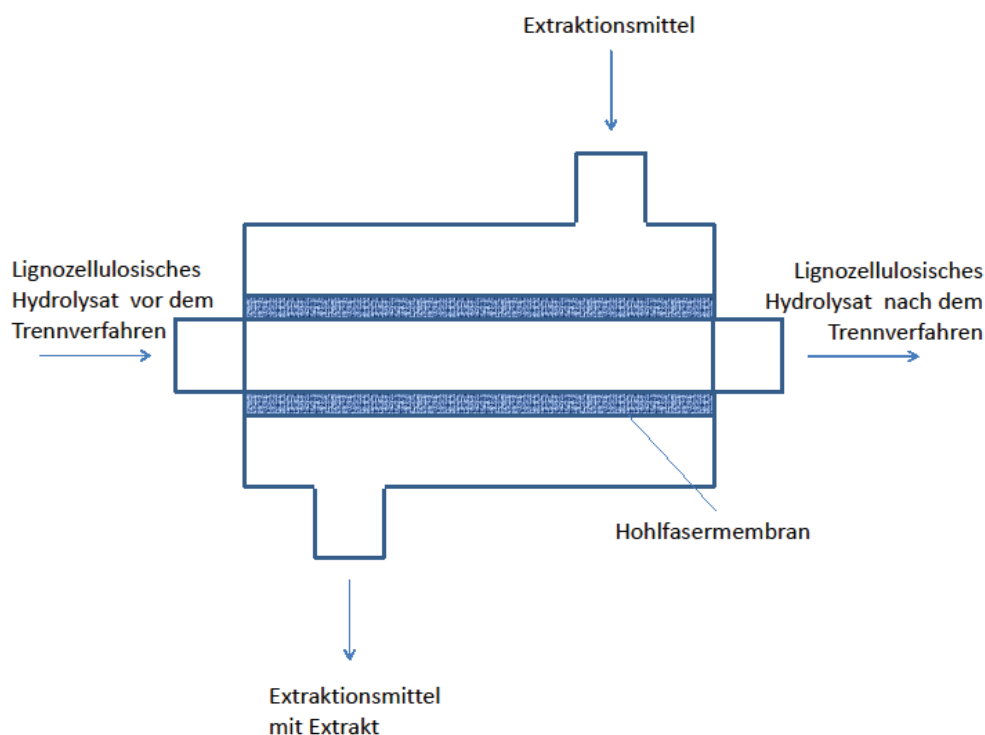 Extraktionsmittel
Lignozellulosisches
Hydrolysat vor dem
Trennverfahren
Lignozellulosisches
Hydrolysat nach dem
Trennverfahren
Hohlfasermembran
Extraktionsmittel
mit Extrakt